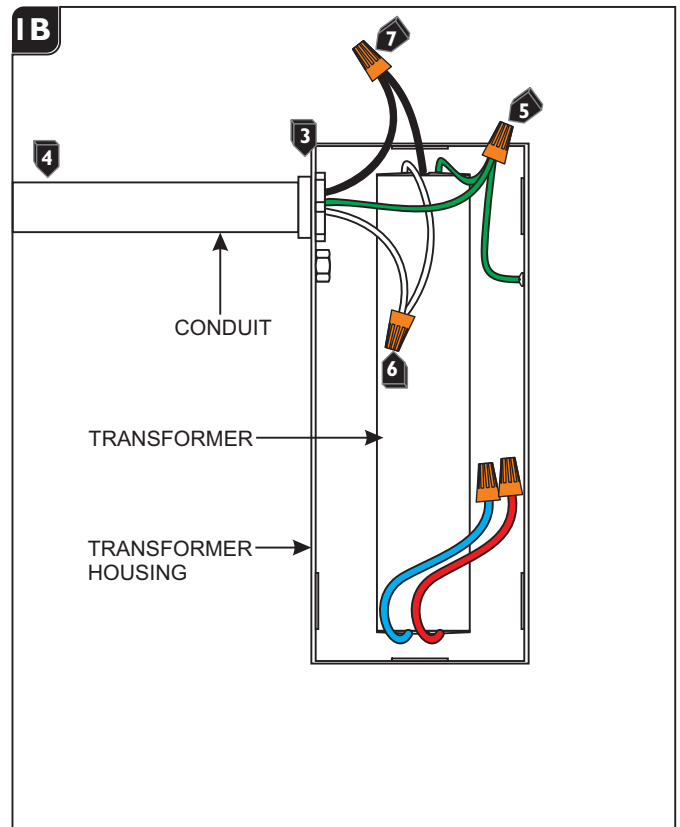 1B
7
5
3
4
CONDUIT
6
TRANSFORMER
TRANSFORMER
HOUSING